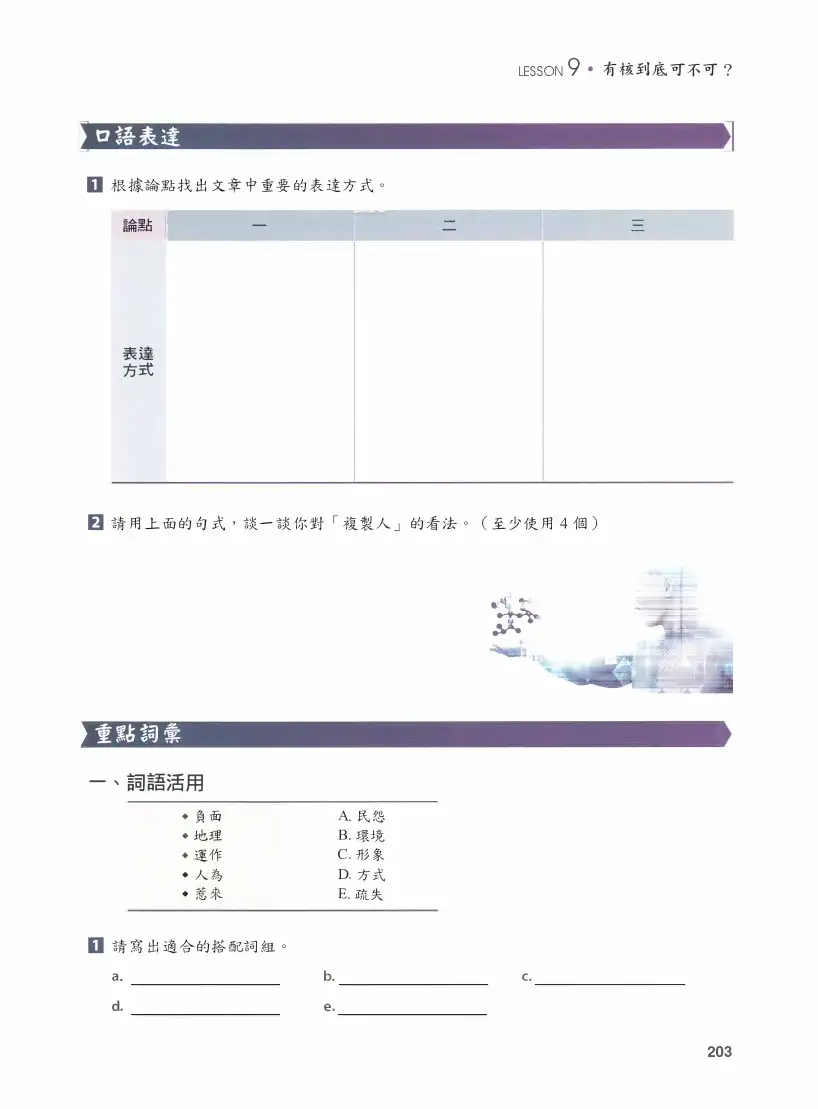 LESSON 9 • 有核到底可不可？
口語表達
1 根據論點找出文章中重要的表達方式。
論點 一 二 三
表達
方式
2 請用上面的句式，談一談你對「複製人」的看法。（至少使用 4 個）
重點詞彙
一、詞語活用
◆ 負面 A. 民怨
◆ 地理 B. 環境
◆ 運作 C. 形象
◆ 人為 D. 方式
◆ 惹來 E. 疏失
1 請寫出適合的搭配詞組。
a. b. c.
d. e.
203